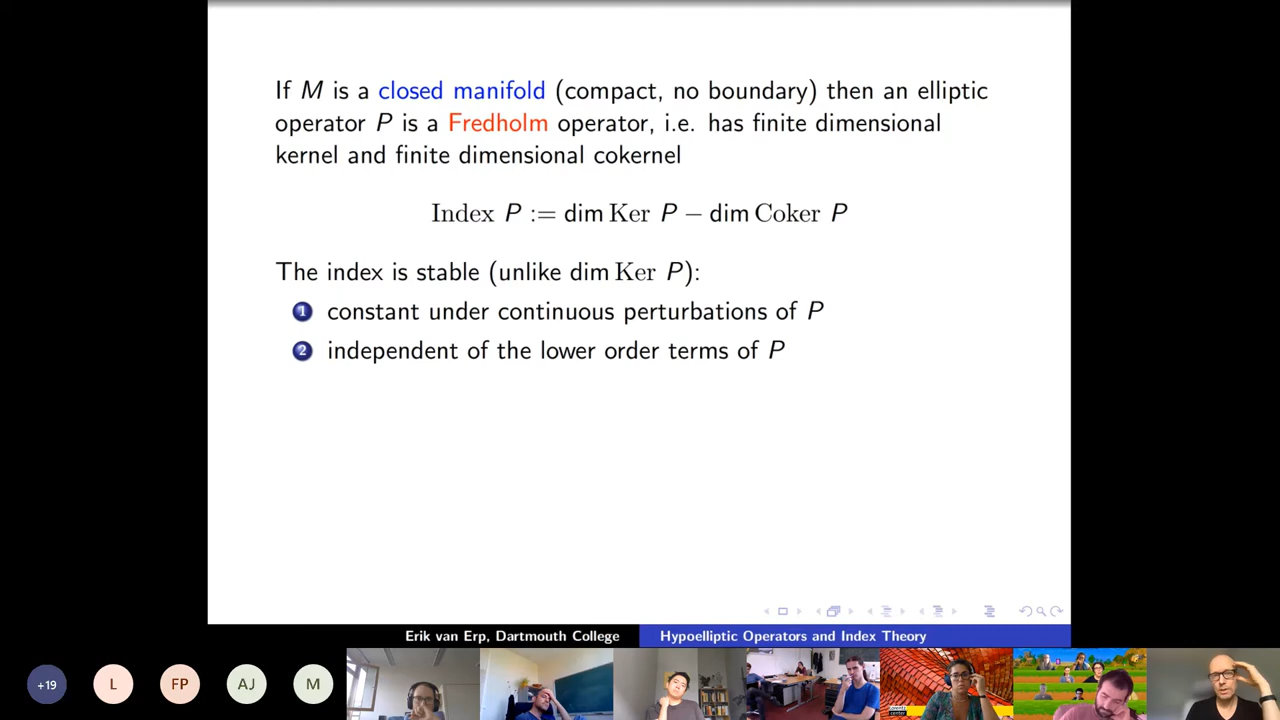 If M is a closed manifold (compact, no boundary) then an elliptic
operator P is a Fredholm operator, i.e. has finite dimensional
kernel and finite dimensional cokernel
Index P := dim Ker P − dim Coker P
The index is stable (unlike dim Ker P):
1 constant under continuous perturbations of P
2 independent of the lower order terms of P
Erik van Erp, Dartmouth College Hypoelliptic Operators and Index Theory
+19 L FP AJ M